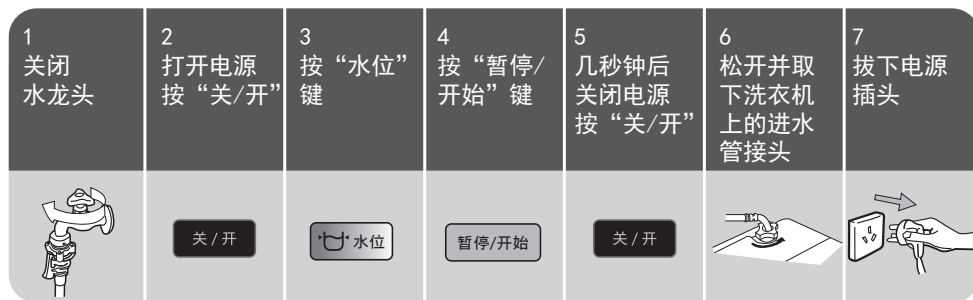 1
关闭
水龙头
2
打开电源
按“关/开”
3
按“水位”
键
4
按“暂停/
开始”键
5
几秒钟后
关闭电源
按“关/开”
6
松开并取
下洗衣机
上的进水
管接头
7
拔下电源
插头
关/开
水位
暂停/开始
关/开